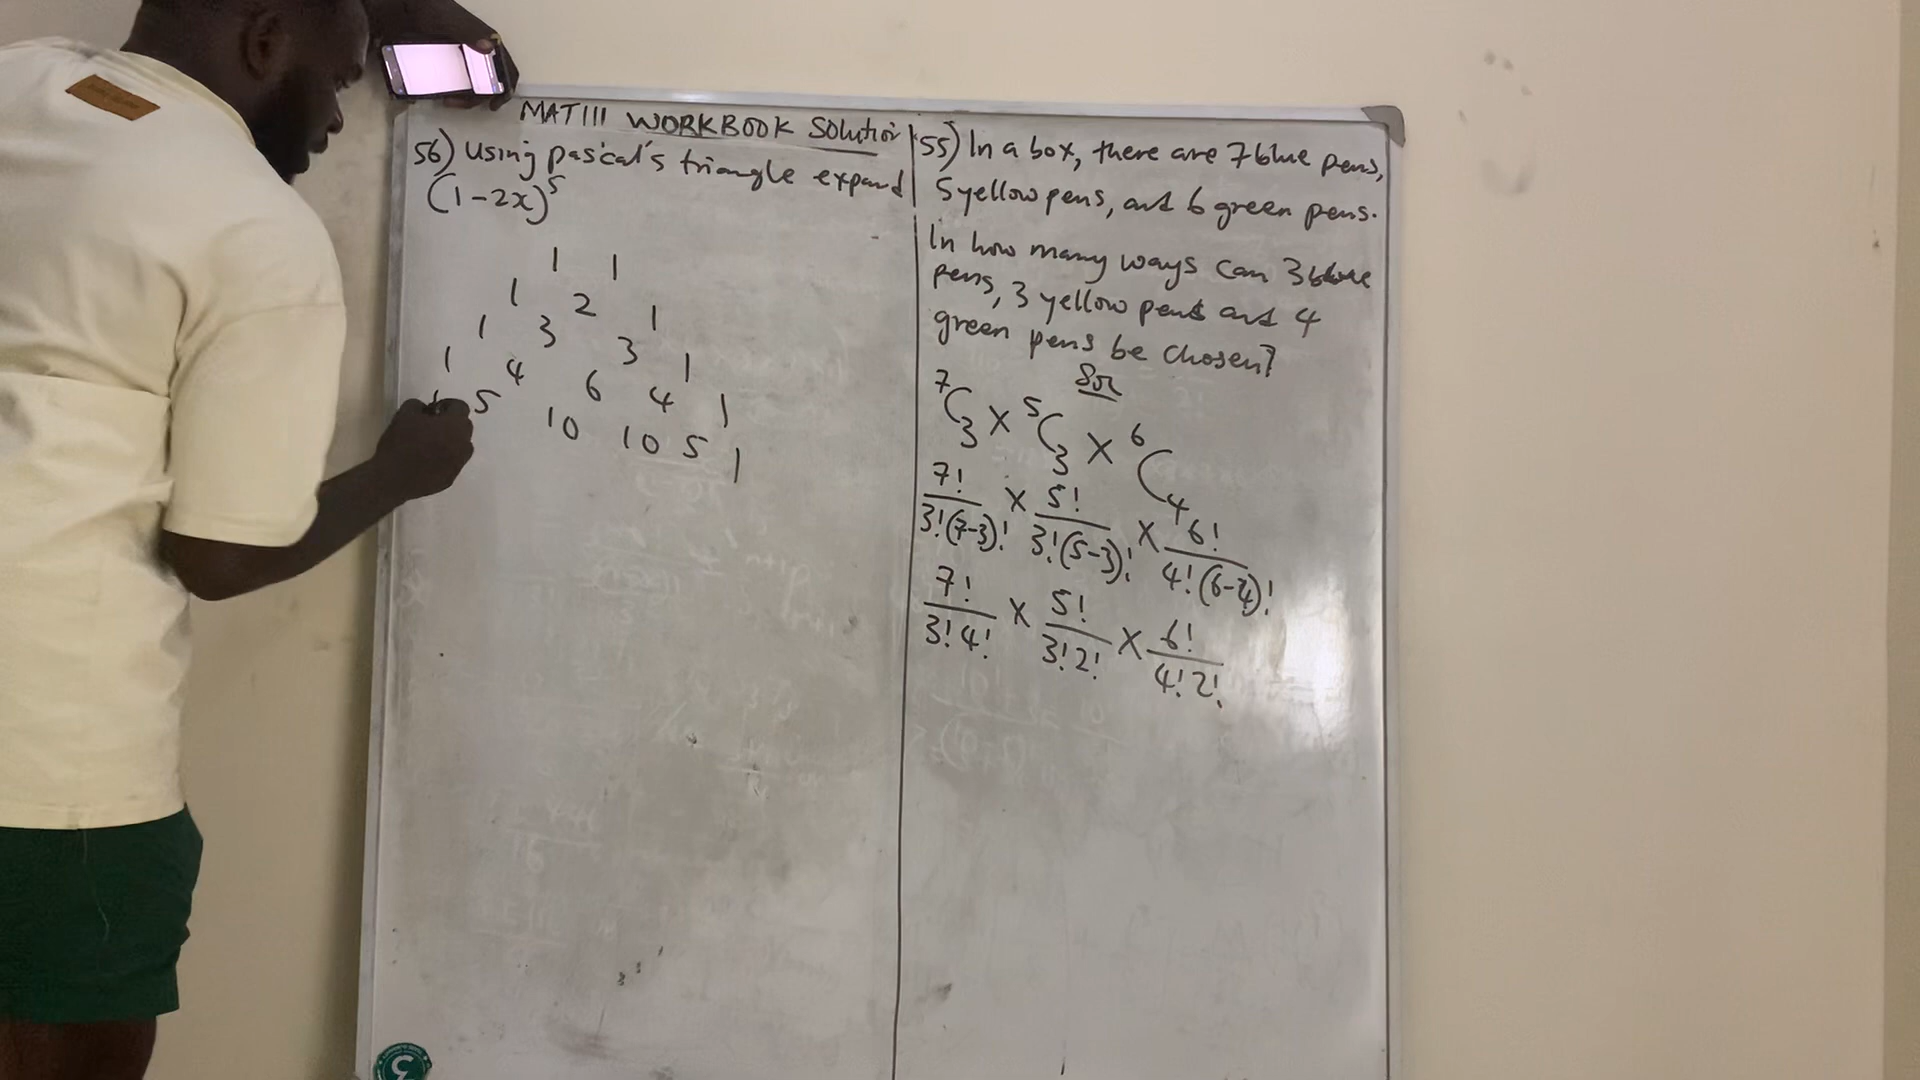 MAT111 WORKBOOK Solution
56) Using pascal's triangle expand
(1-2x)⁵
1 1
1 2 1
1 3 3 1
1 4 6 4 1
1 5 10 10 5 1
55) In a box, there are 7 blue pens,
5 yellow pens, and 6 green pens.
In how many ways can 3 blue
pens, 3 yellow pens and 4
green pens be chosen?
Sol
⁷C₃ × ⁵C₃ × ⁶C₄
7!/3!(7-3)! × 5!/3!(5-3)! × 6!/4!(6-4)!
7!/3!4! × 5!/3!2! × 6!/4!2!